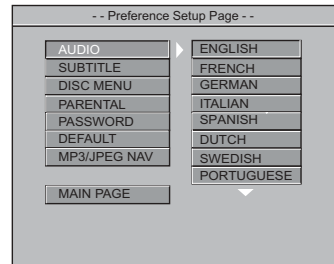 - - Preference Setup Page - -
AUDIO
SUBTITLE
DISC MENU
PARENTAL
PASSWORD
DEFAULT
MP3/JPEG NAV
MAIN PAGE
ENGLISH
FRENCH
GERMAN
ITALIAN
SPANISH
DUTCH
SWEDISH
PORTUGUESE